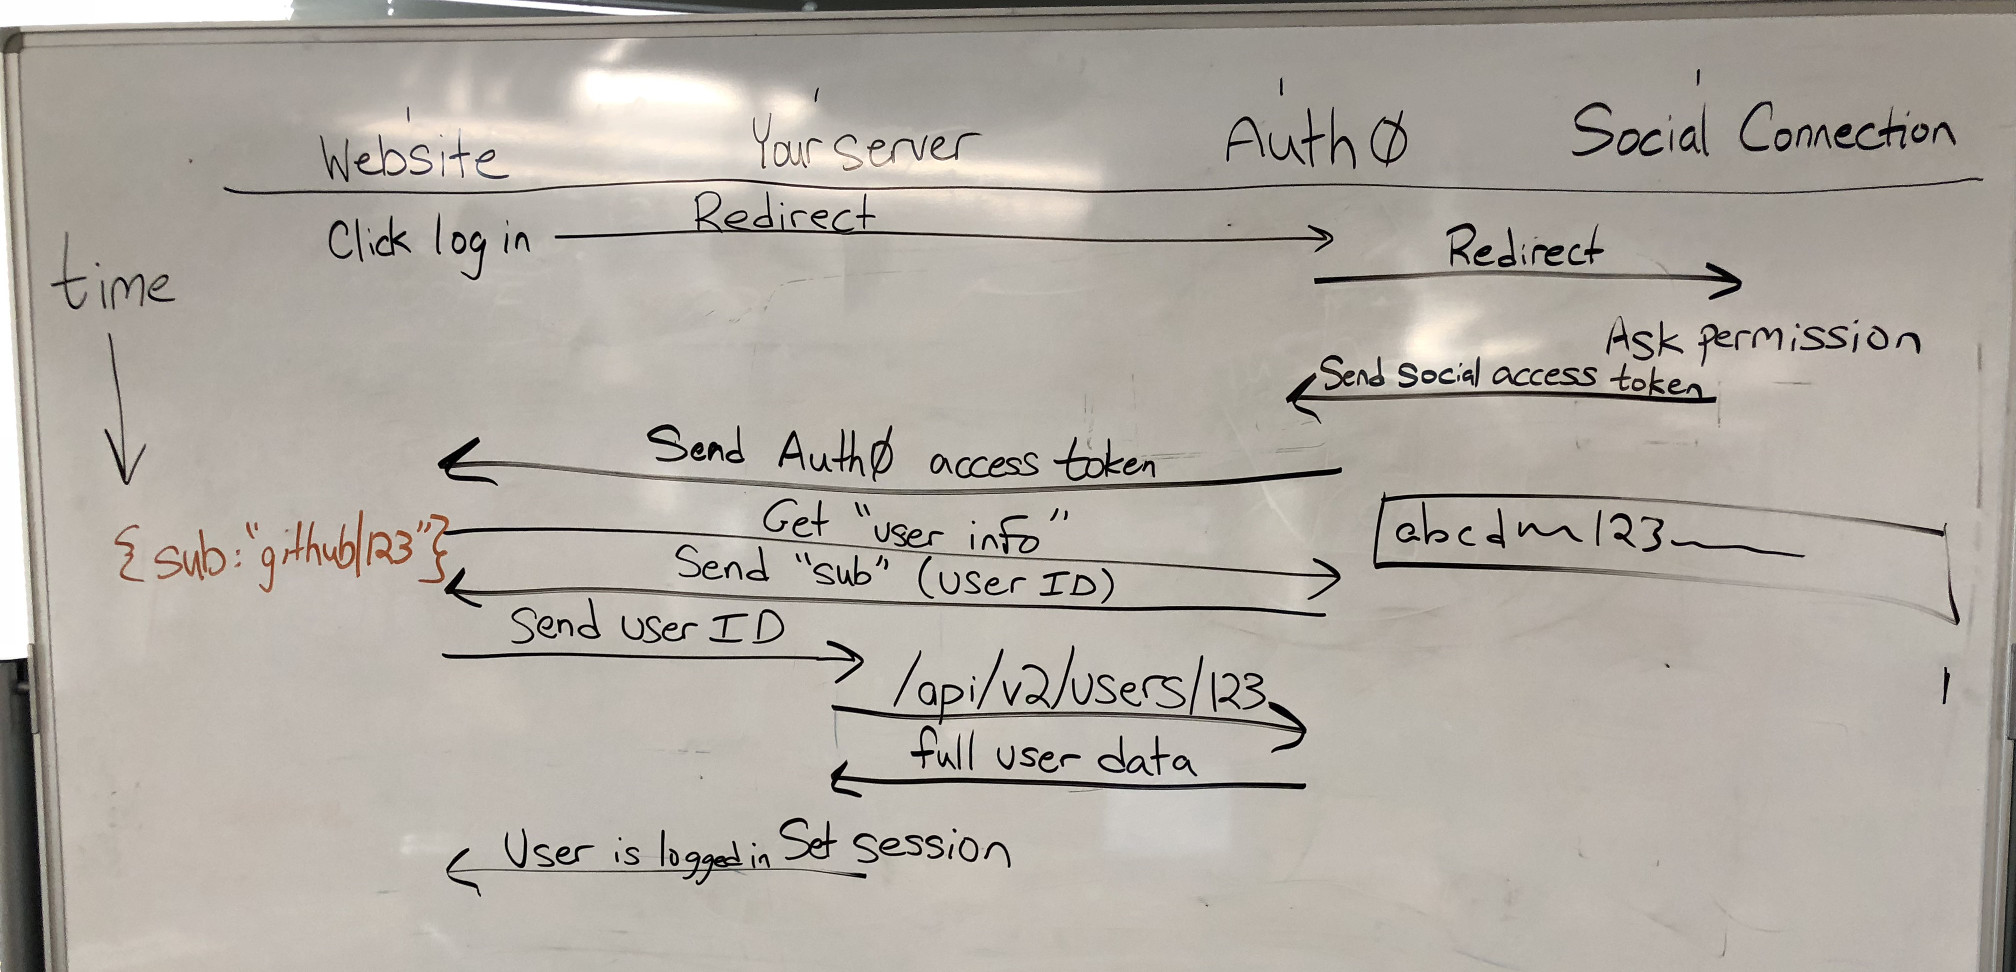 Website Your server Auth0 Social Connection
Click log in Redirect
Redirect
time
Ask permission
Send social access token
Send Auth0 access token
Get "user info"
abcdm123
{sub:"github|123"}
Send "sub" (user ID)
Send user ID
/api/v2/users/123
full user data
User is logged in Set session